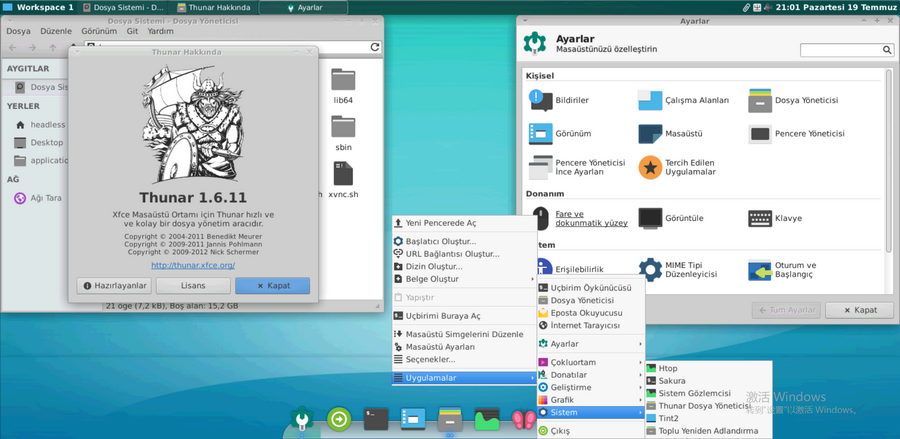 Workspace 1
Dosya Sistemi - D...
Thunar Hakkında
Ayarlar
21:01 Pazartesi 19 Temmuz
Dosya Sistemi - Dosya Yöneticisi
Dosya Düzenle Görünüm Git Yardım
AYGITLAR
Dosya Sis
YERLER
headless
Desktop
applicatio
AĞ
Ağı Tara
lib64
sbin
xvnc.sh
21 öge (7,2 kB), Boş alan: 15,2 GB
Thunar Hakkında
Thunar 1.6.11
Xfce Masaüstü Ortamı için Thunar hızlı ve
ve kolay bir dosya yönetim aracıdır.
Copyright © 2004-2011 Benedikt Meurer
Copyright © 2009-2011 Jannis Pohlmann
Copyright © 2009-2012 Nick Schermer
http://thunar.xfce.org/
Hazırlayanlar
Lisans
Kapat
Ayarlar
Ayarlar
Masaüstünüzü özelleştirin
Kişisel
Bildiriler
Çalışma Alanları
Dosya Yöneticisi
Görünüm
Masaüstü
Pencere Yöneticisi
Pencere Yöneticisi
İnce Ayarları
Tercih Edilen
Uygulamalar
Donanım
Fare ve
dokunmatik yüzey
Görüntüle
Klavye
stem
Erişilebilirlik
MIME Tipi
Düzenleyici
Oturum ve
Başlangıç
Tüm Ayarlar
Kapat
Yeni Pencerede Aç
Başlatıcı Oluştur...
URL Bağlantısı Oluştur...
Dizin Oluştur...
Belge Oluştur
Yapıştır
Uçbirimi Buraya Aç
Masaüstü Simgelerini Düzenle
Masaüstü Ayarları
Seçenekler...
Uygulamalar
Uçbirim Öykünücüsü
Dosya Yöneticisi
Eposta Okuyucusu
İnternet Tarayıcısı
Ayarlar
Çokluortam
Donatılar
Geliştirme
Grafik
Sistem
Çıkış
Htop
Sakura
Sistem Gözlemcisi
Thunar Dosya Yöneticisi
Tint2
Toplu Yeniden Adlandırma
激活 Windows
转到"设置"以激活 Windows。